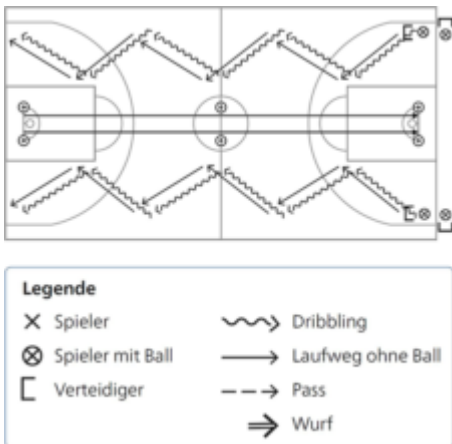 Legende
Spieler
Dribbling
Spieler mit Ball
Laufweg ohne Ball
Verteidiger
Pass
Wurf